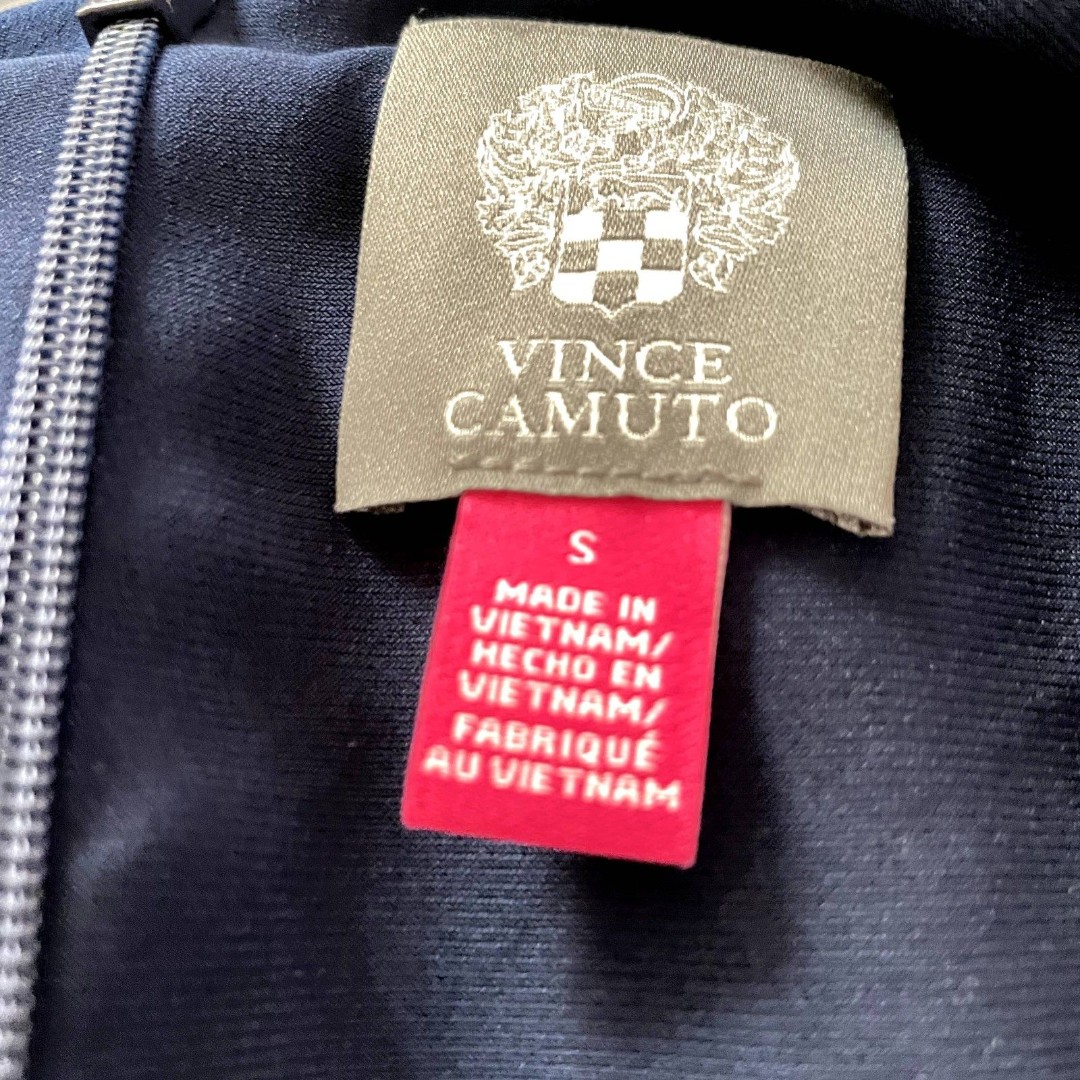 VINCE
CAMUTO
S
MADE IN
VIETNAM/
HECHO EN
VIETNAM/
FABRIQUÉ
AU VIETNAM